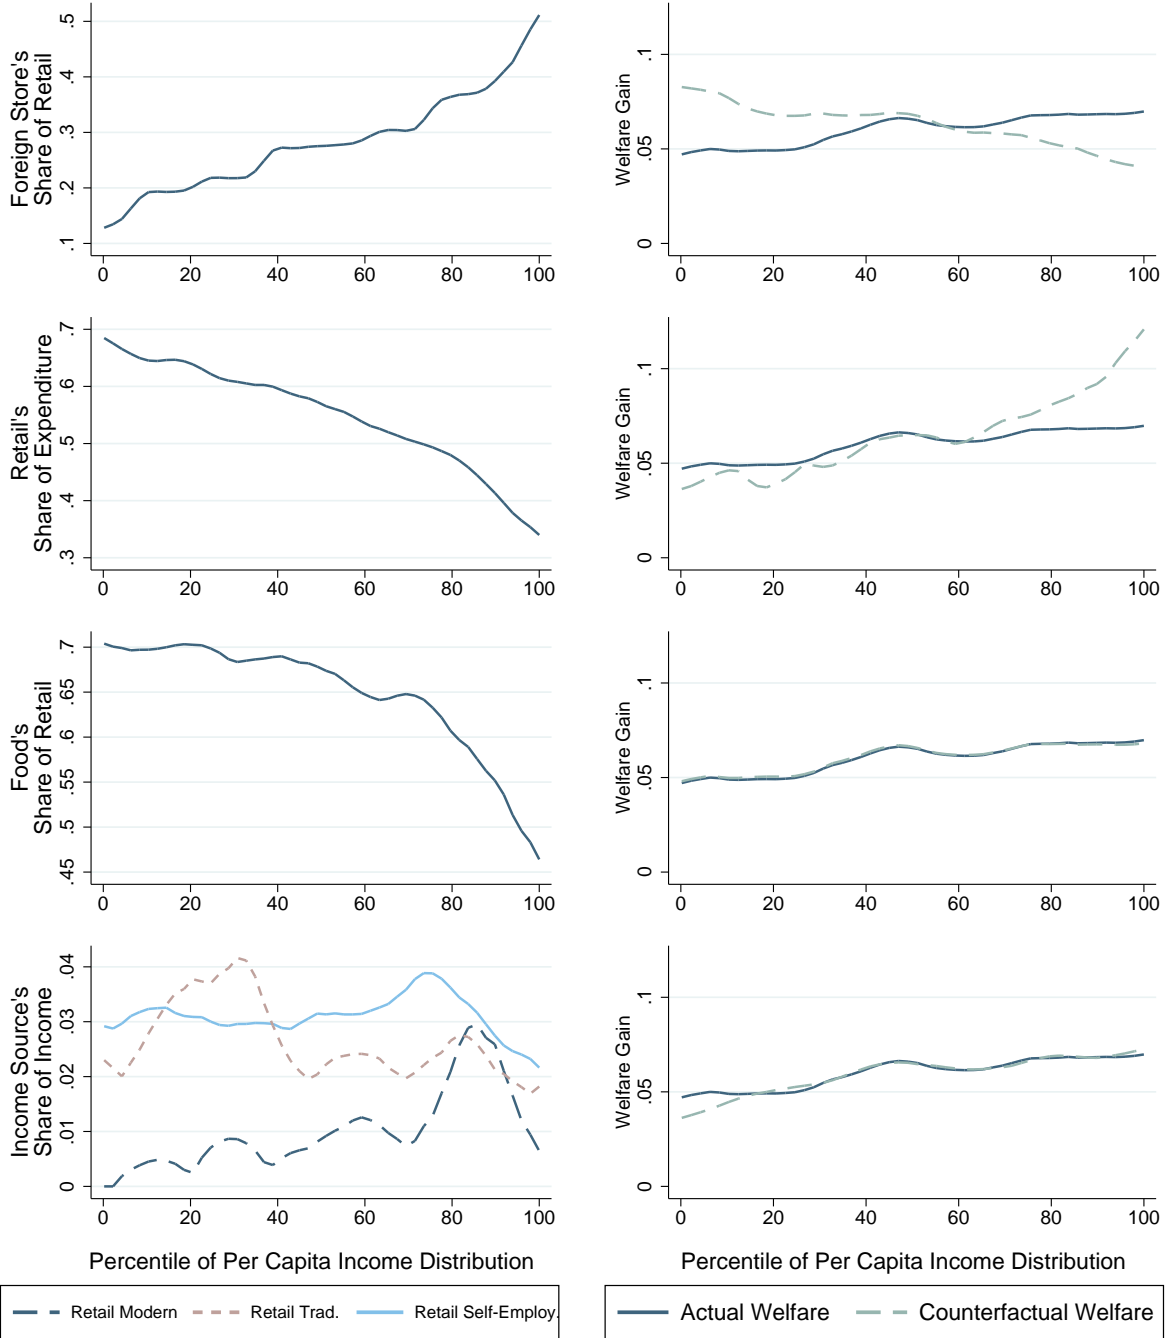 Foreign Store's
Share of Retail
.5
.4
.3
.2
.1
0 20 40 60 80 100
Welfare Gain
.1
.05
0
0 20 40 60 80 100
Retail's
Share of Expenditure
.7
.6
.5
.4
.3
0 20 40 60 80 100
Welfare Gain
.1
.05
0
0 20 40 60 80 100
Food's
Share of Retail
.7
.65
.6
.55
.5
.45
0 20 40 60 80 100
Welfare Gain
.1
.05
0
0 20 40 60 80 100
Income Source's
Share of Income
.04
.03
.02
.01
0
0 20 40 60 80 100
Percentile of Per Capita Income Distribution
Retail Modern Retail Trad. Retail Self-Employ.
Welfare Gain
.1
.05
0
0 20 40 60 80 100
Percentile of Per Capita Income Distribution
Actual Welfare Counterfactual Welfare